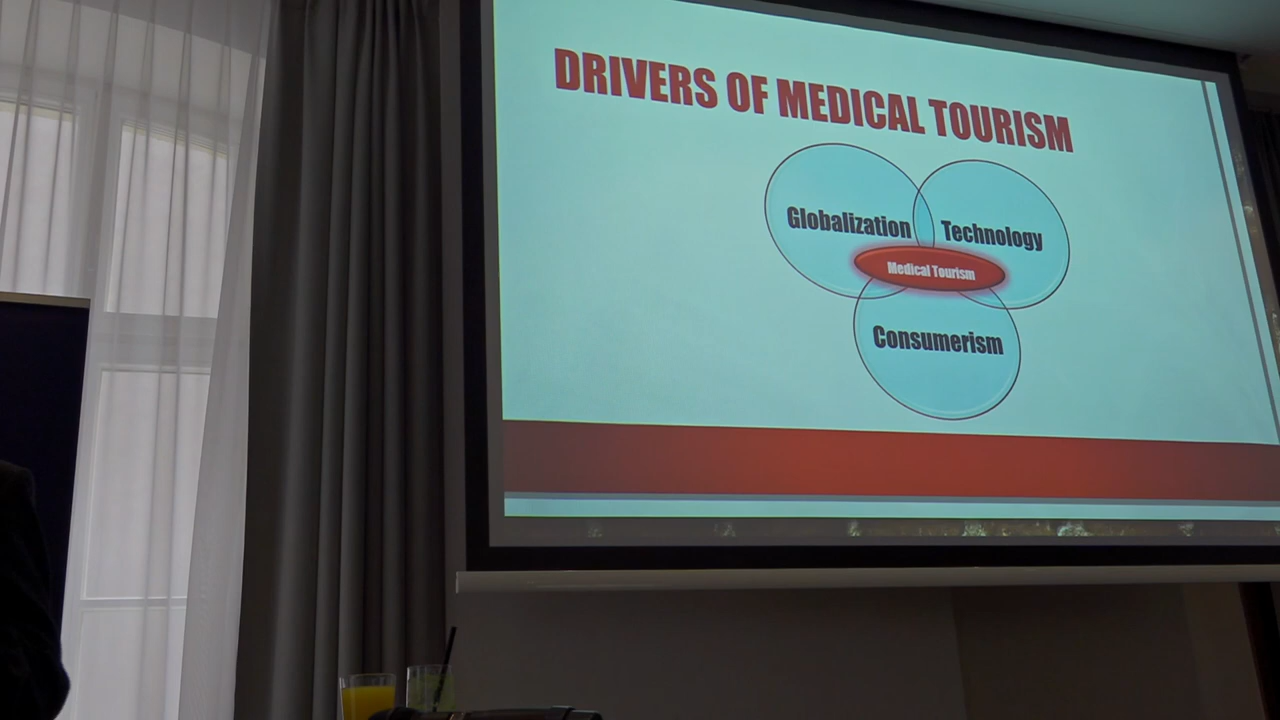 DRIVERS OF MEDICAL TOURISM
Globalization
Technology
Medical Tourism
Consumerism